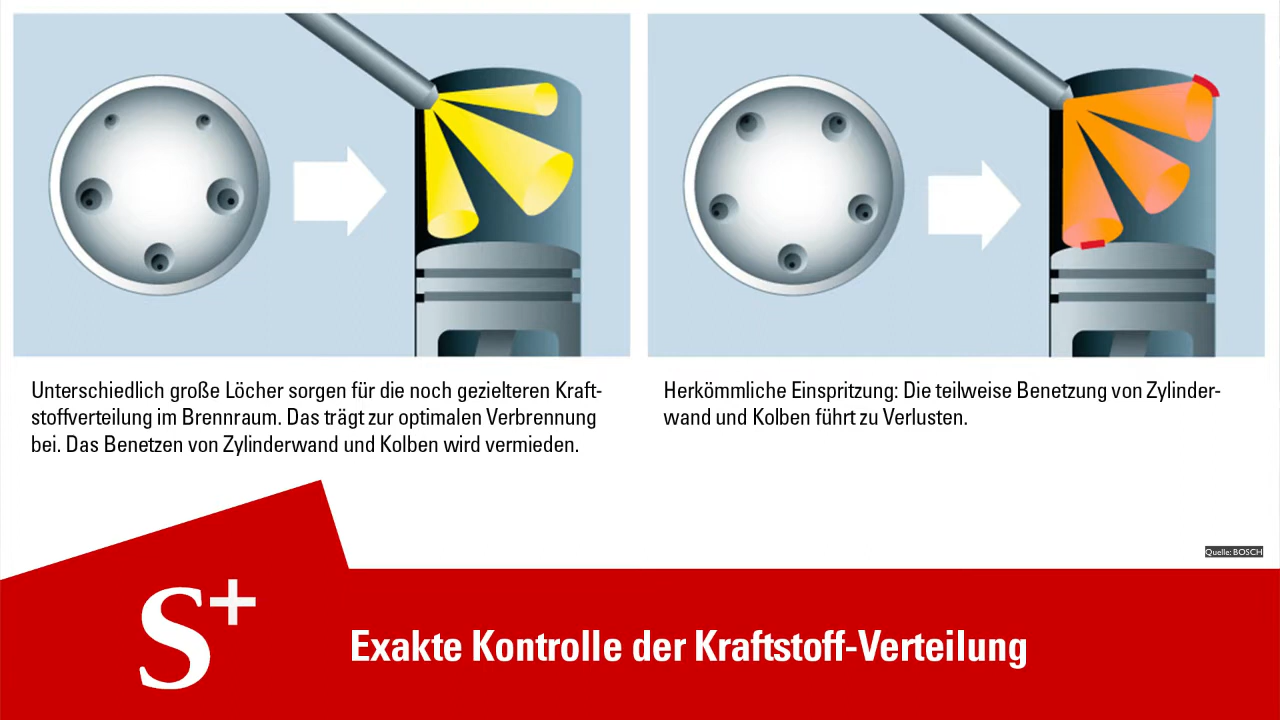 Unterschiedlich große Löcher sorgen für die noch gezielteren Kraft-
stoffverteilung im Brennraum. Das trägt zur optimalen Verbrennung
bei. Das Benetzen von Zylinderwand und Kolben wird vermieden.
Herkömmliche Einspritzung: Die teilweise Benetzung von Zylinder-
wand und Kolben führt zu Verlusten.
Quelle: BOSCH
S+
Exakte Kontrolle der Kraftstoff-Verteilung